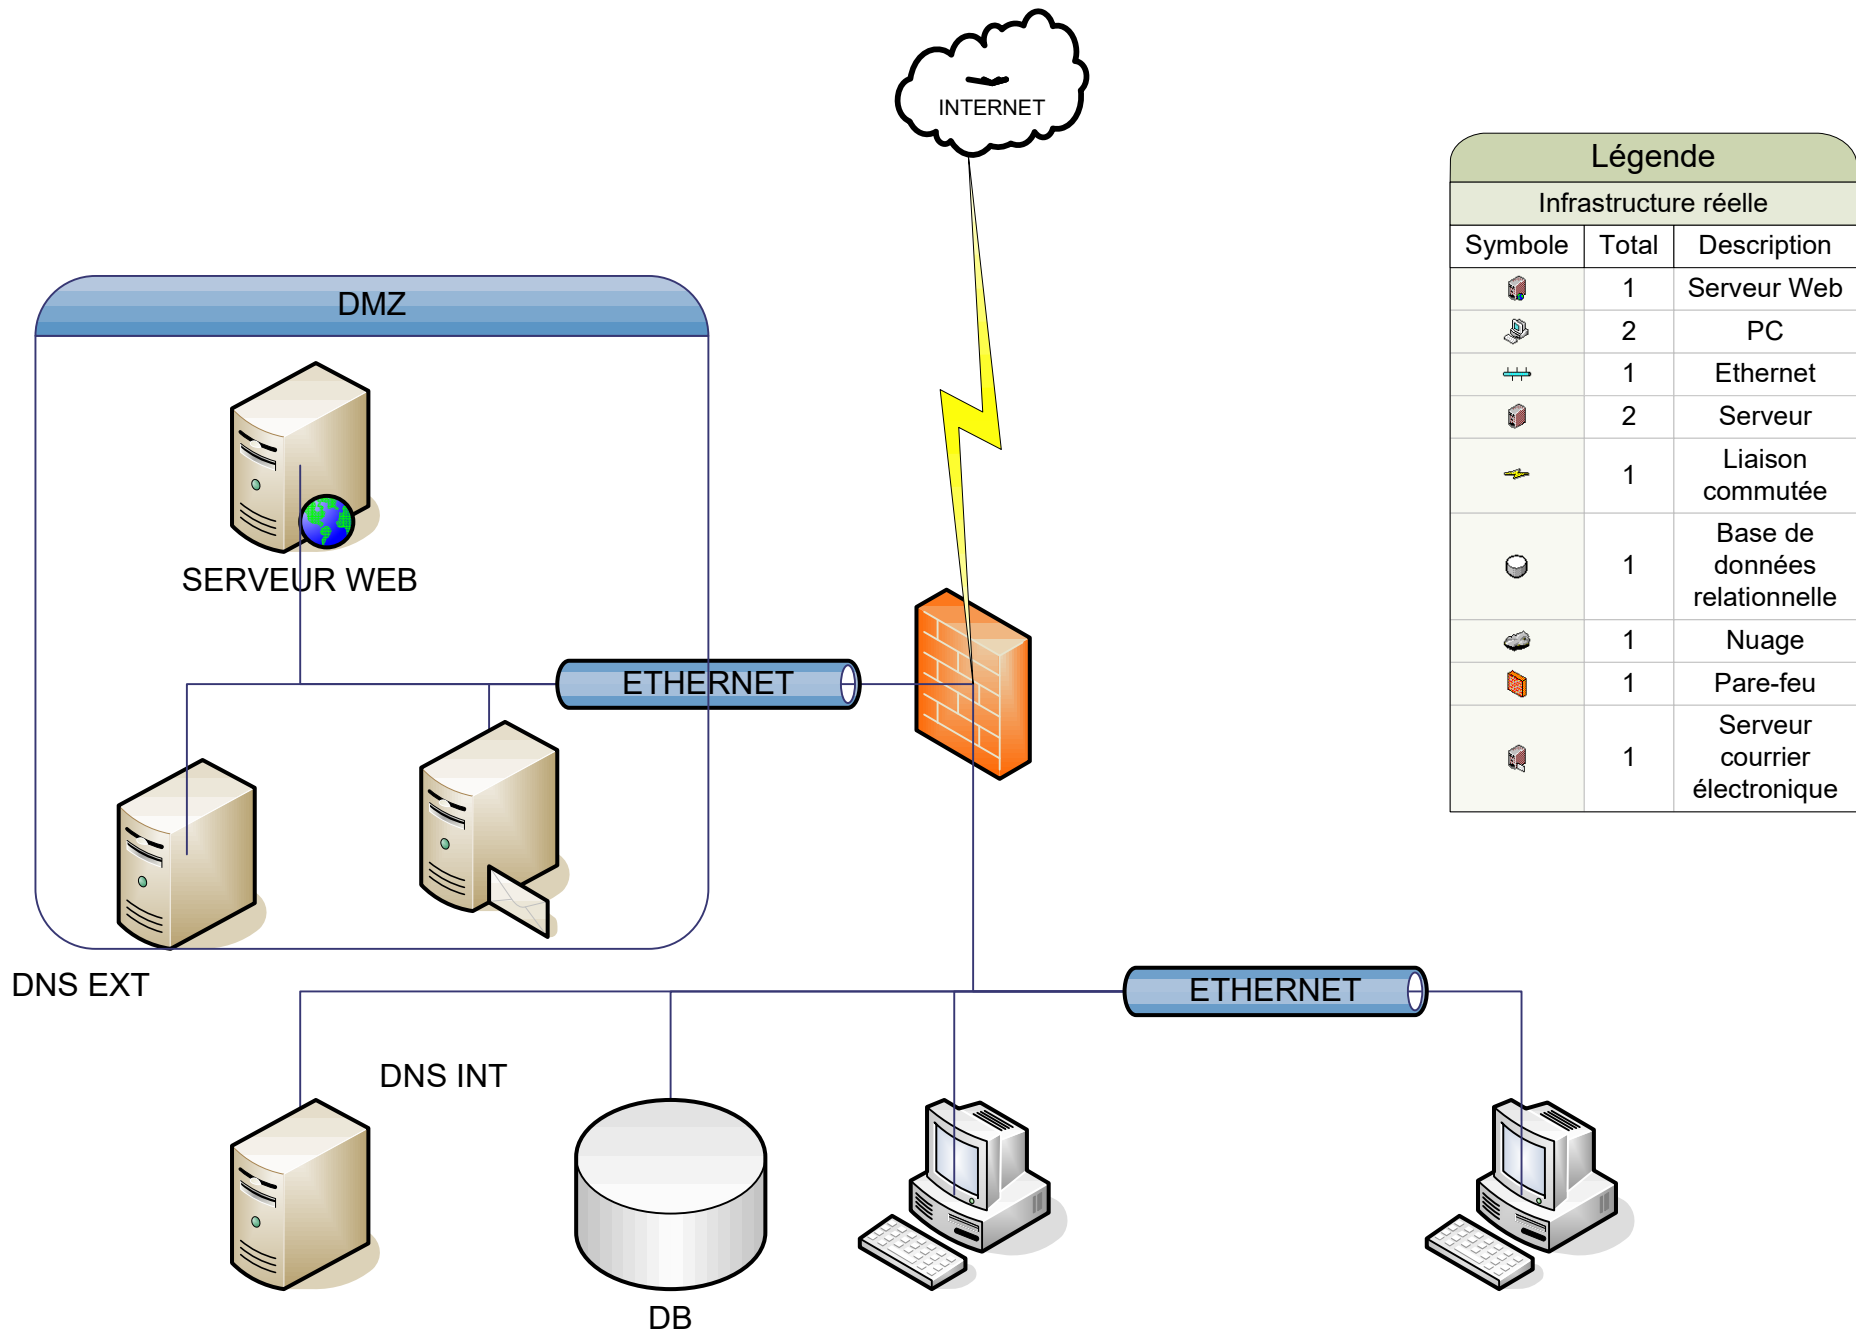 INTERNET
Légende
Infrastructure réelle
Symbole Total Description
1 Serveur Web
2 PC
1 Ethernet
2 Serveur
1 Liaison
commutée
1 Base de
données
relationnelle
1 Nuage
1 Pare-feu
1 Serveur
courrier
électronique
DMZ
SERVEUR WEB
ETHERNET
DNS EXT
ETHERNET
DNS INT
DB